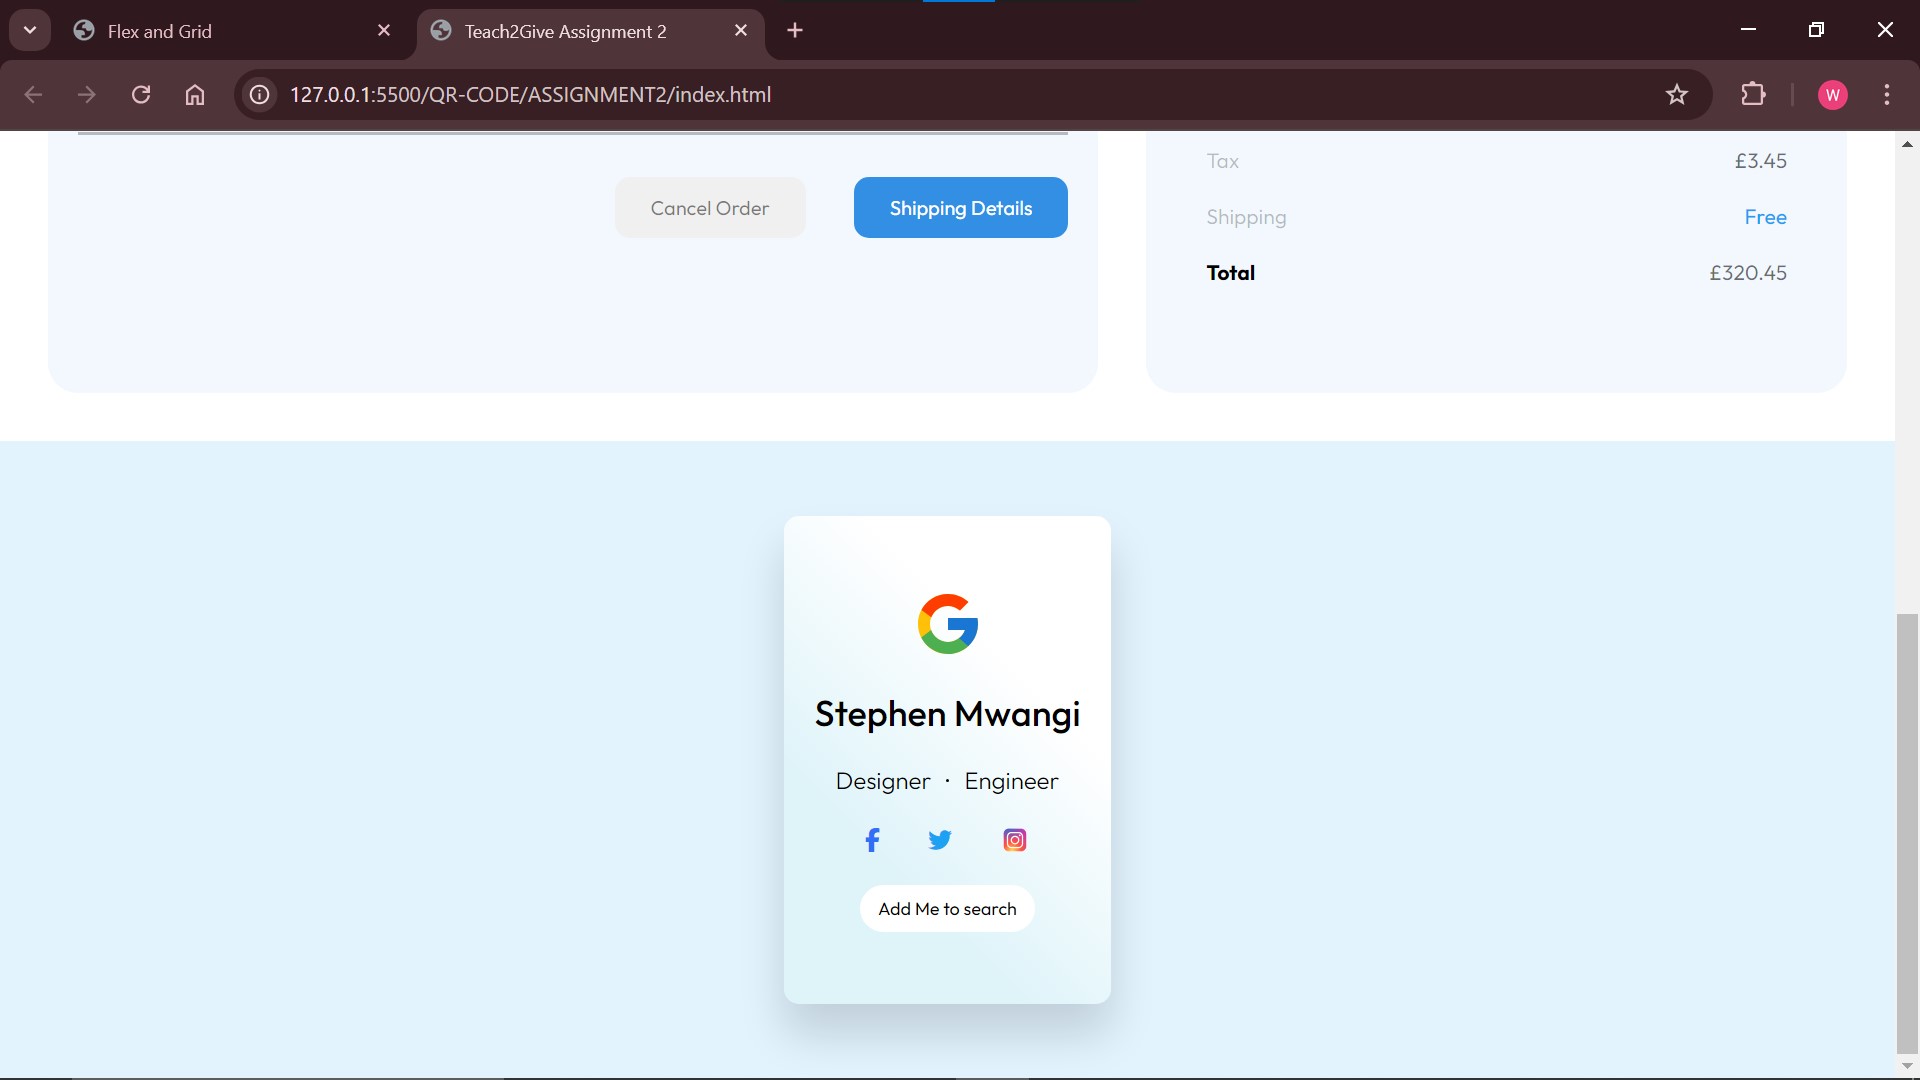 Flex and Grid
Teach2Give Assignment 2
127.0.0.1:5500/QR-CODE/ASSIGNMENT2/index.html
W
Cancel Order
Shipping Details
Tax £3.45
Shipping Free
Total £320.45
Stephen Mwangi
Designer · Engineer
Add Me to search